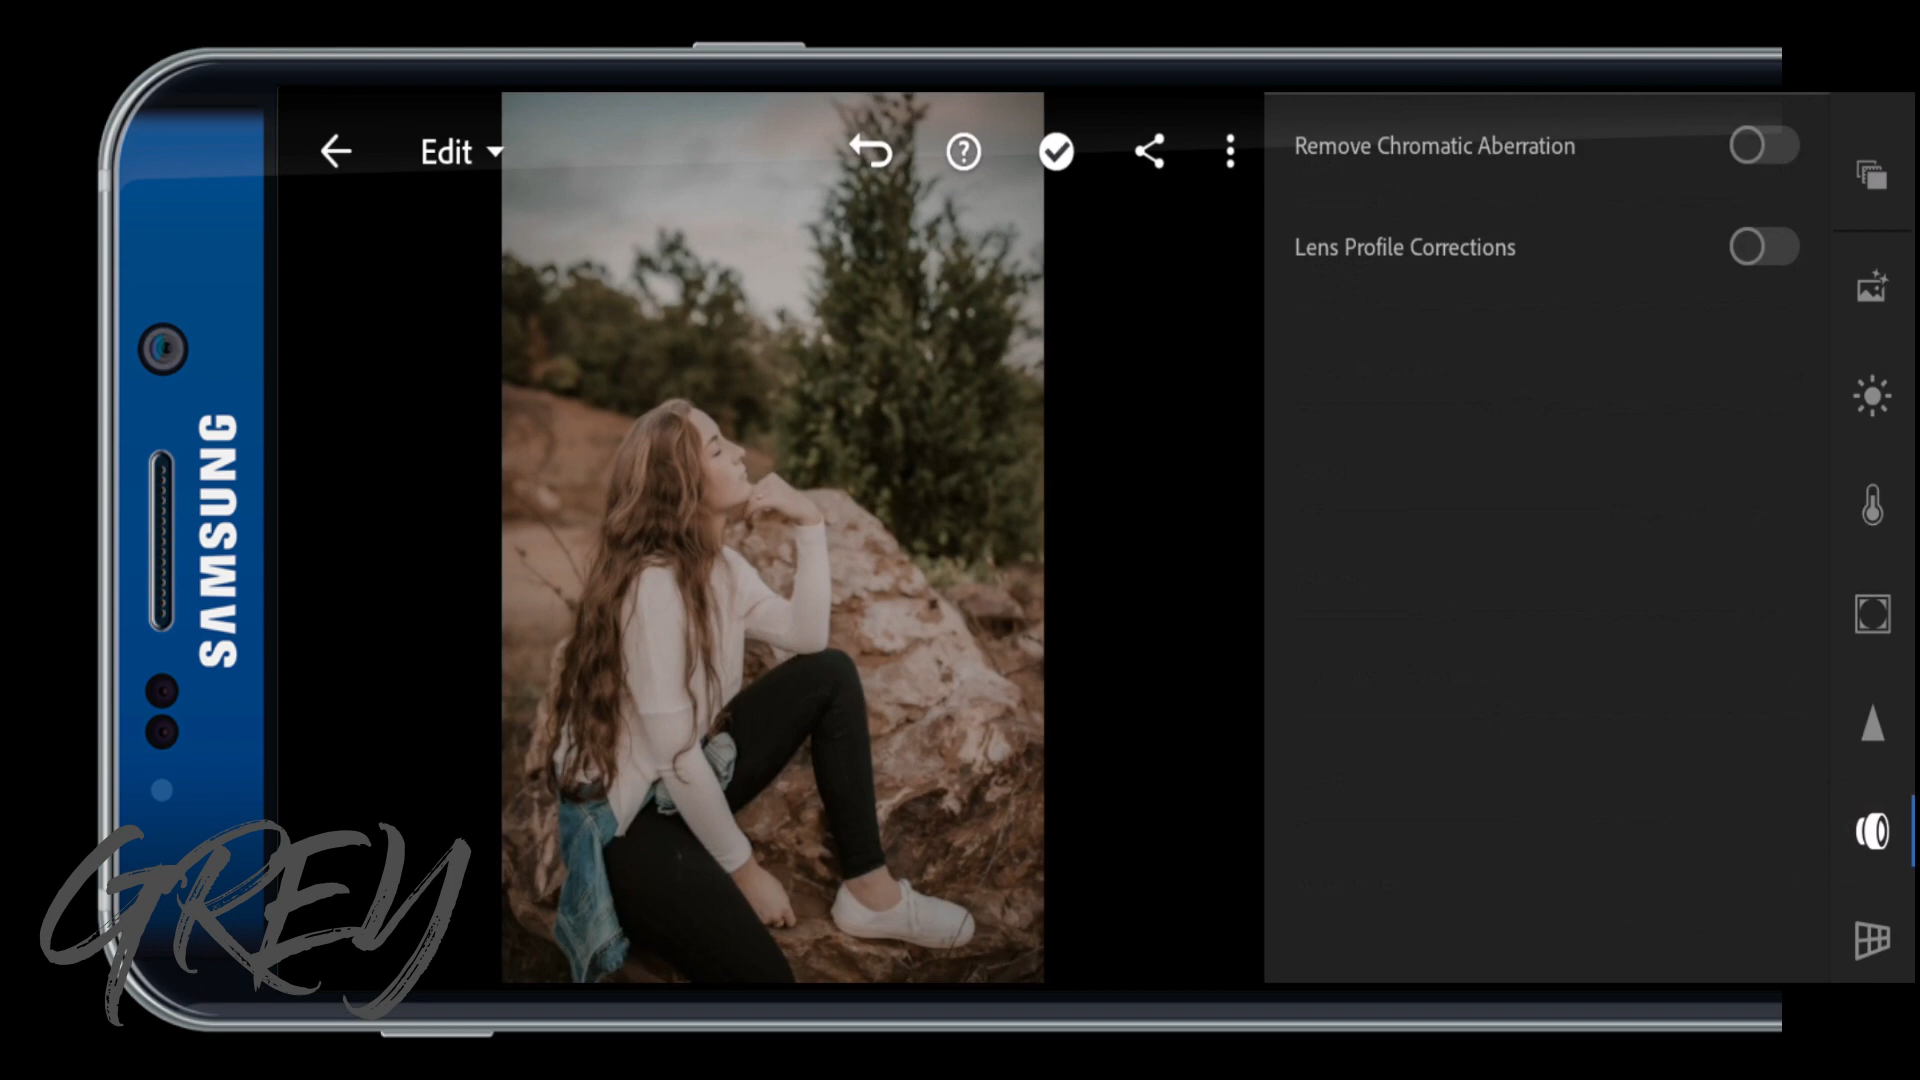 Edit
Remove Chromatic Aberration
Lens Profile Corrections
SAMSUNG
GREY